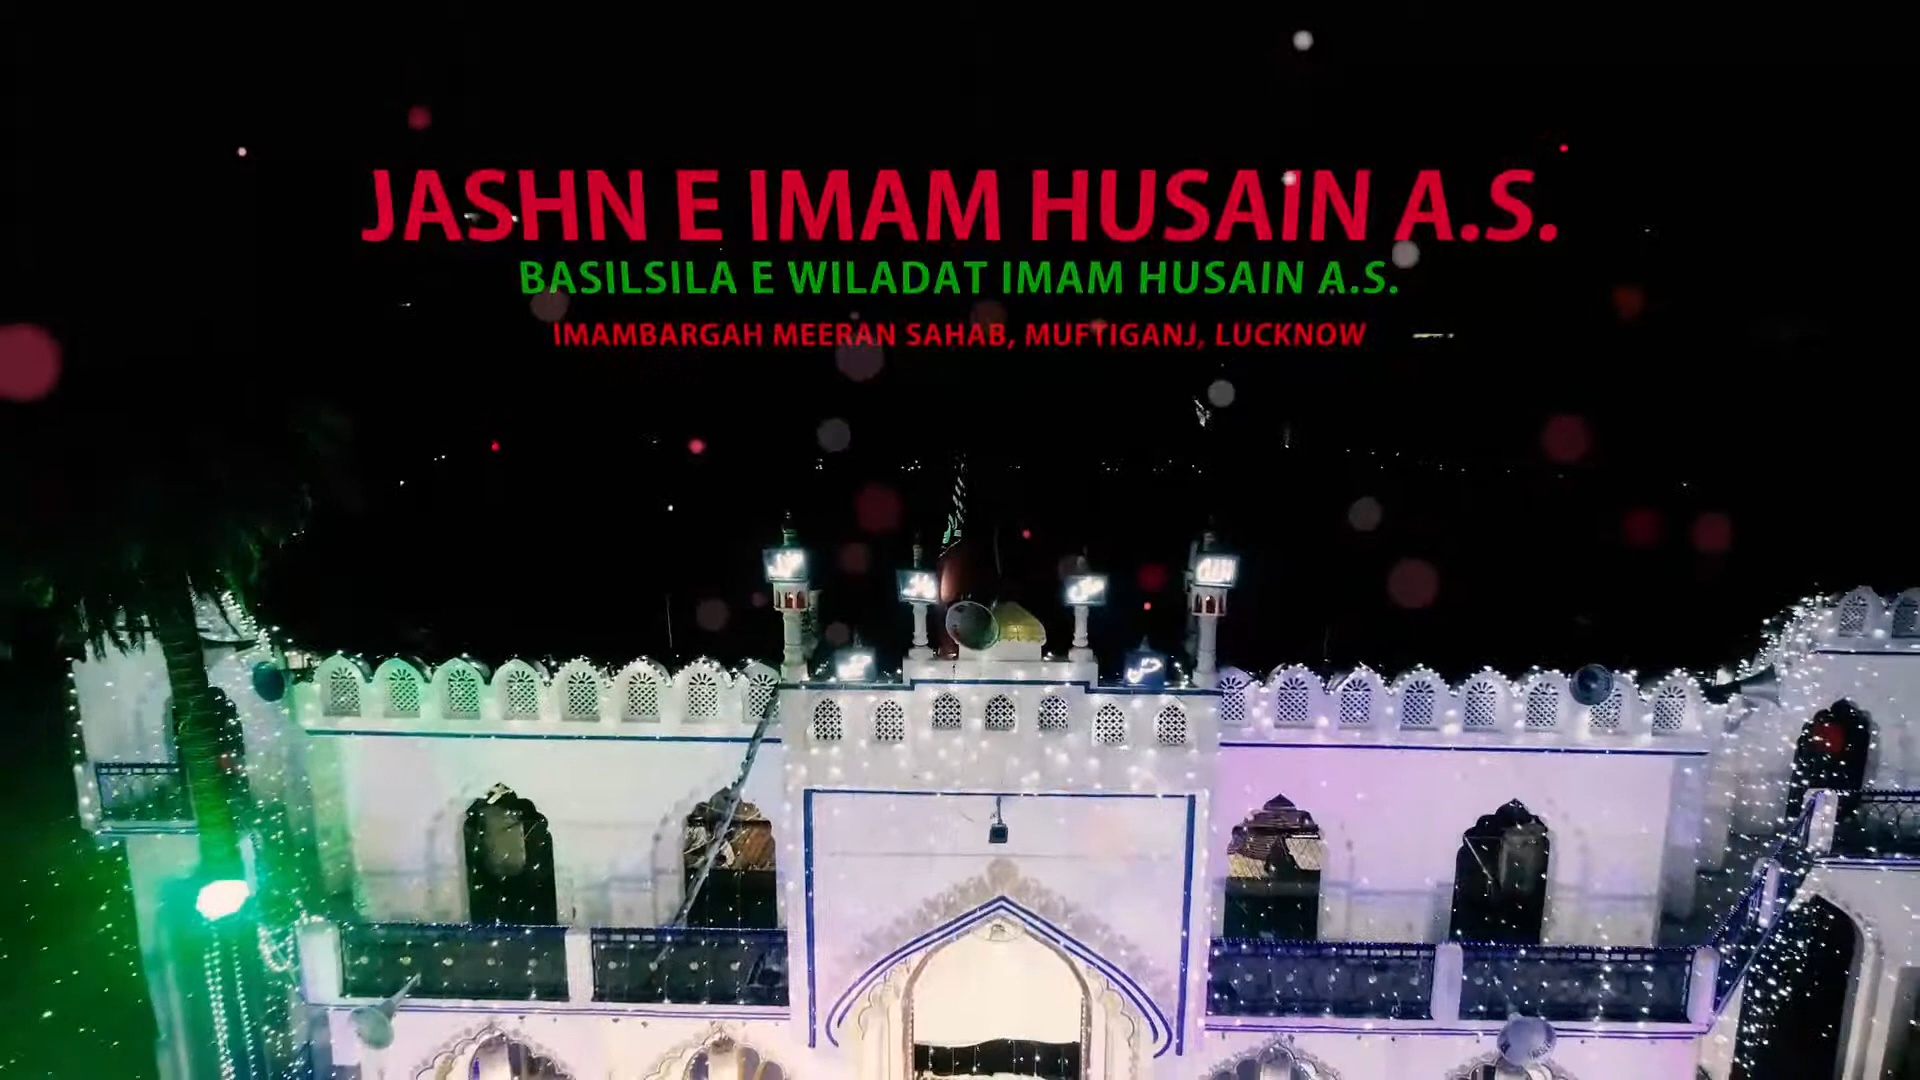 JASHN E IMAM HUSAIN A.S.
BASILSILA E WILADAT IMAM HUSAIN A.S.
IMAMBARGAH MEERAN SAHAB, MUFTIGANJ, LUCKNOW